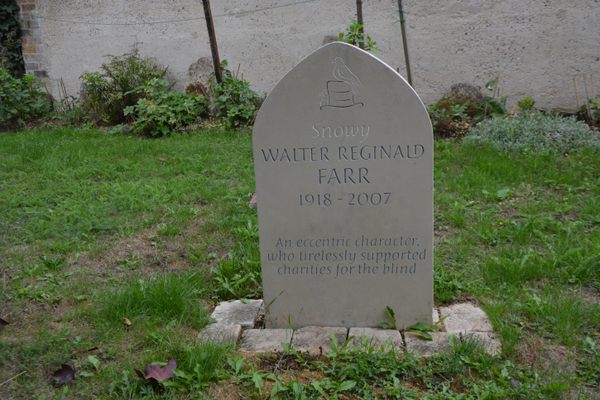 Snowy
WALTER REGINALD
FARR
1918 - 2007
An eccentric character,
who tirelessly supported
charities for the blind